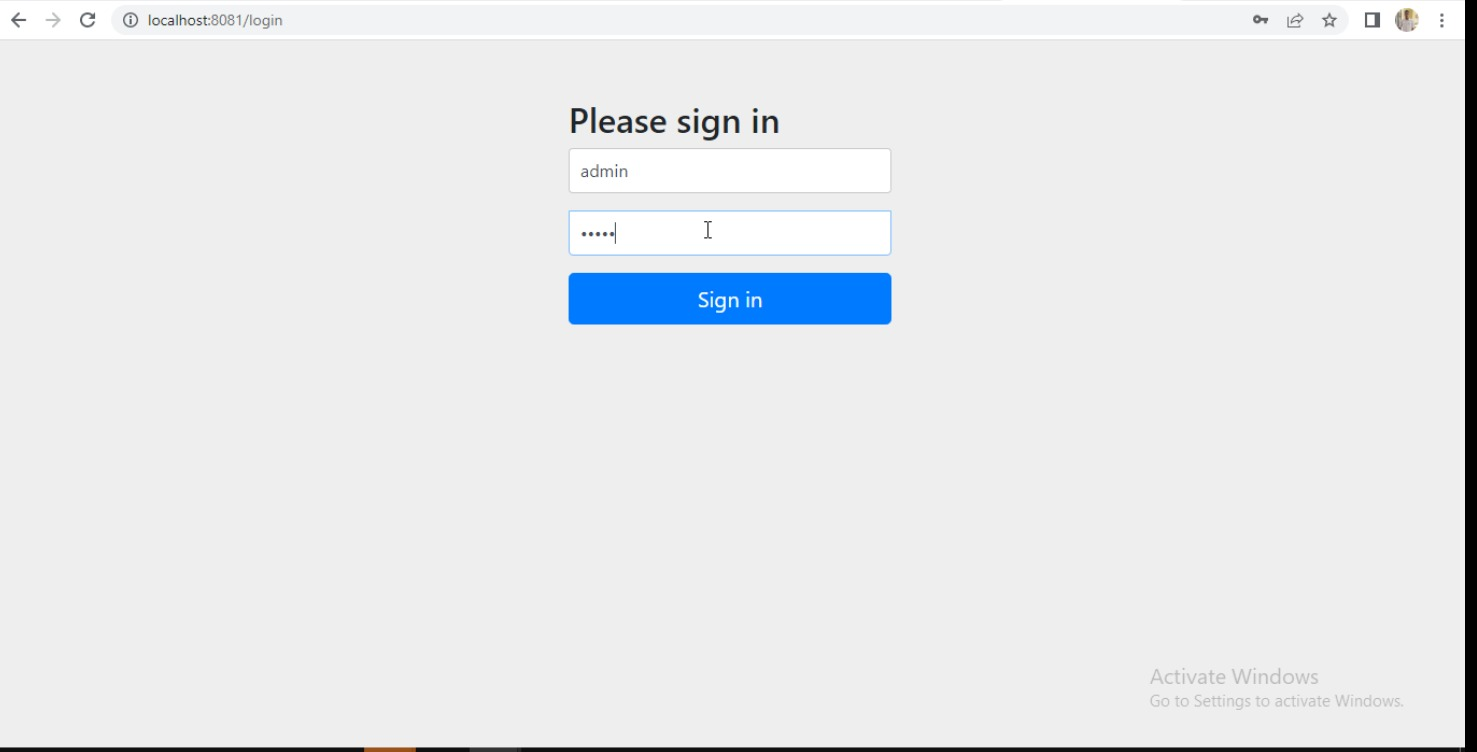 localhost:8081/login
Please sign in
admin
•••••
Sign in
Activate Windows
Go to Settings to activate Windows.